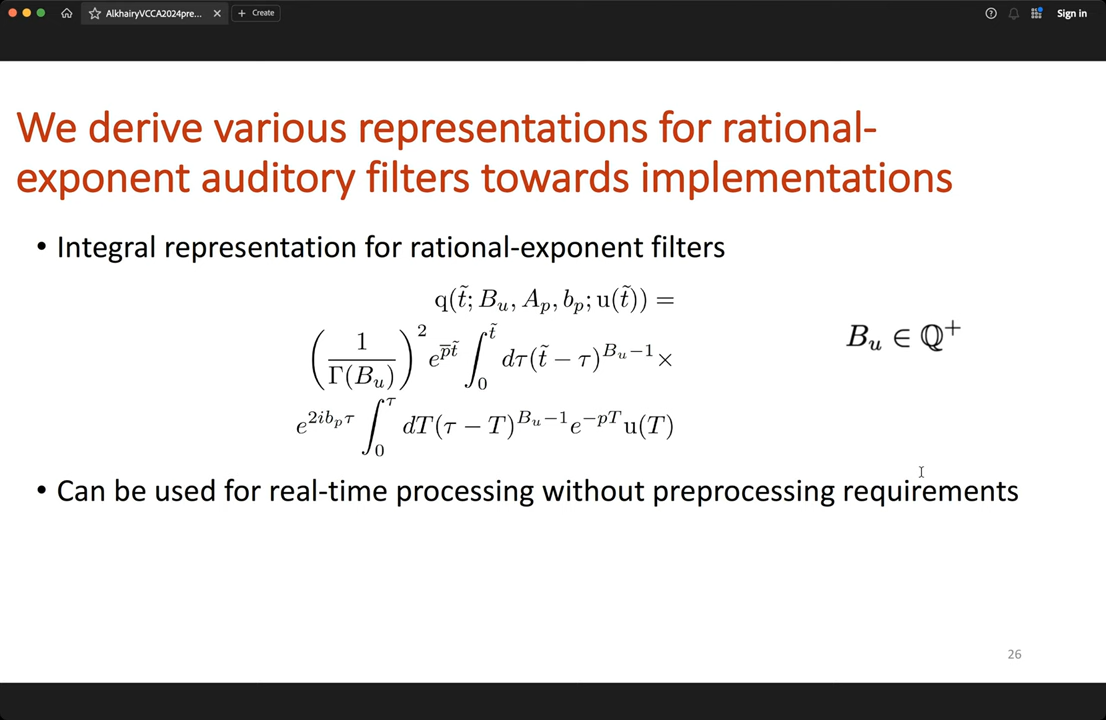 AlkhairyVCCA2024pre...
Create
Sign in
We derive various representations for rational-
exponent auditory filters towards implementations
• Integral representation for rational-exponent filters
q(t̃; B_u, A_p, b_p; u(t̃)) =
(1/Γ(B_u))² e^{p̅t̃} ∫₀^{t̃} dτ(t̃ − τ)^{B_u−1} ×
B_u ∈ ℚ⁺
e^{2ib_pτ} ∫₀^τ dT(τ − T)^{B_u−1} e^{−pT} u(T)
• Can be used for real-time processing without preprocessing requirements
26